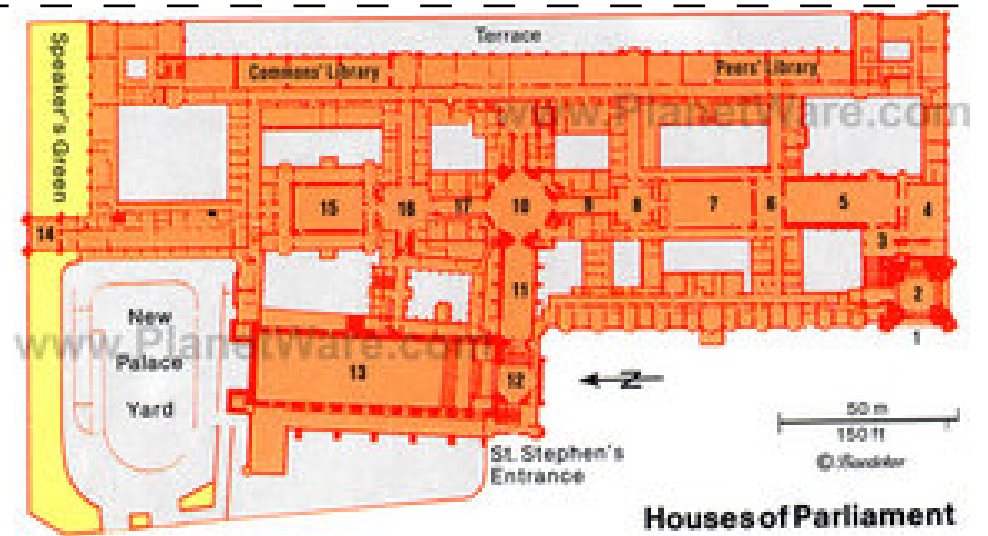 Terrace
Commons' Library
Peers' Library
www.PlanetWare.com
Speaker's Green
15
16
17
10
9
8
7
6
5
4
3
14
2
11
1
New
Palace
Yard
www.PlanetWare.com
13
12
N
50 m
150 ft
© Baedeker
St. Stephen's
Entrance
Houses of Parliament